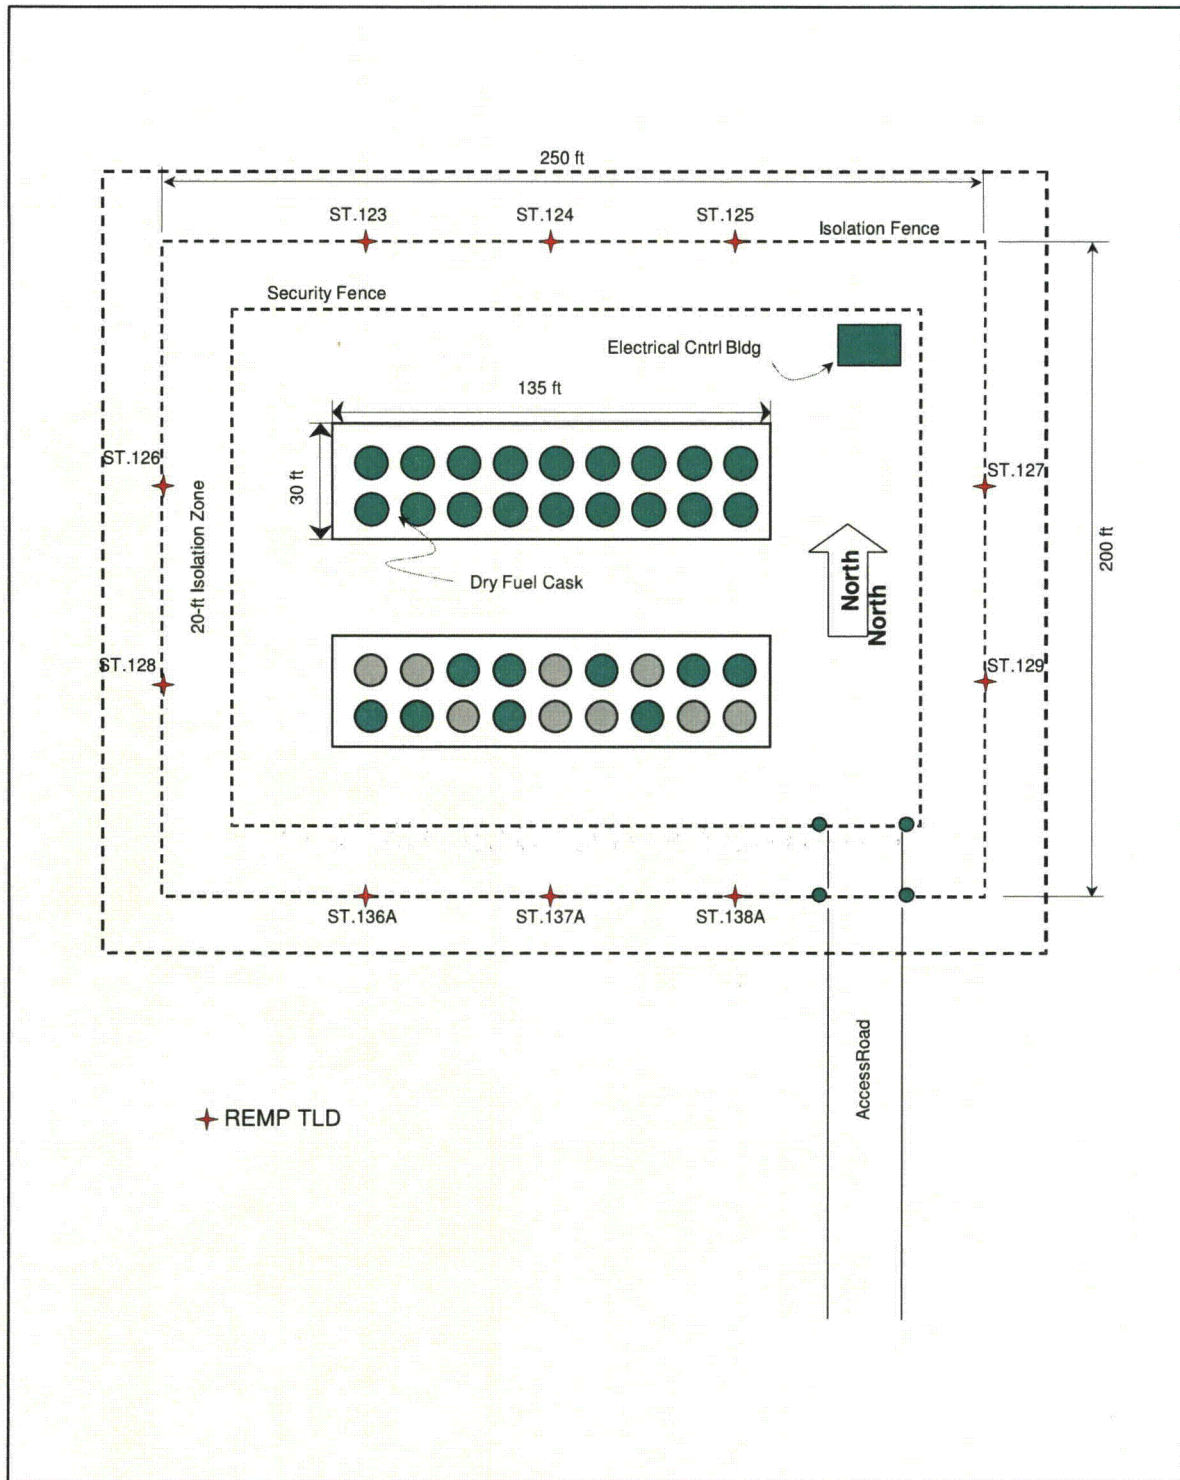 250 ft
ST.123
ST.124
ST.125
Isolation Fence
Security Fence
Electrical Cntrl Bldg
135 ft
ST.126
ST.127
30 ft
20-ft Isolation Zone
200 ft
Dry Fuel Cask
North
North
ST.128
ST.129
ST.136A
ST.137A
ST.138A
AccessRoad
REMP TLD